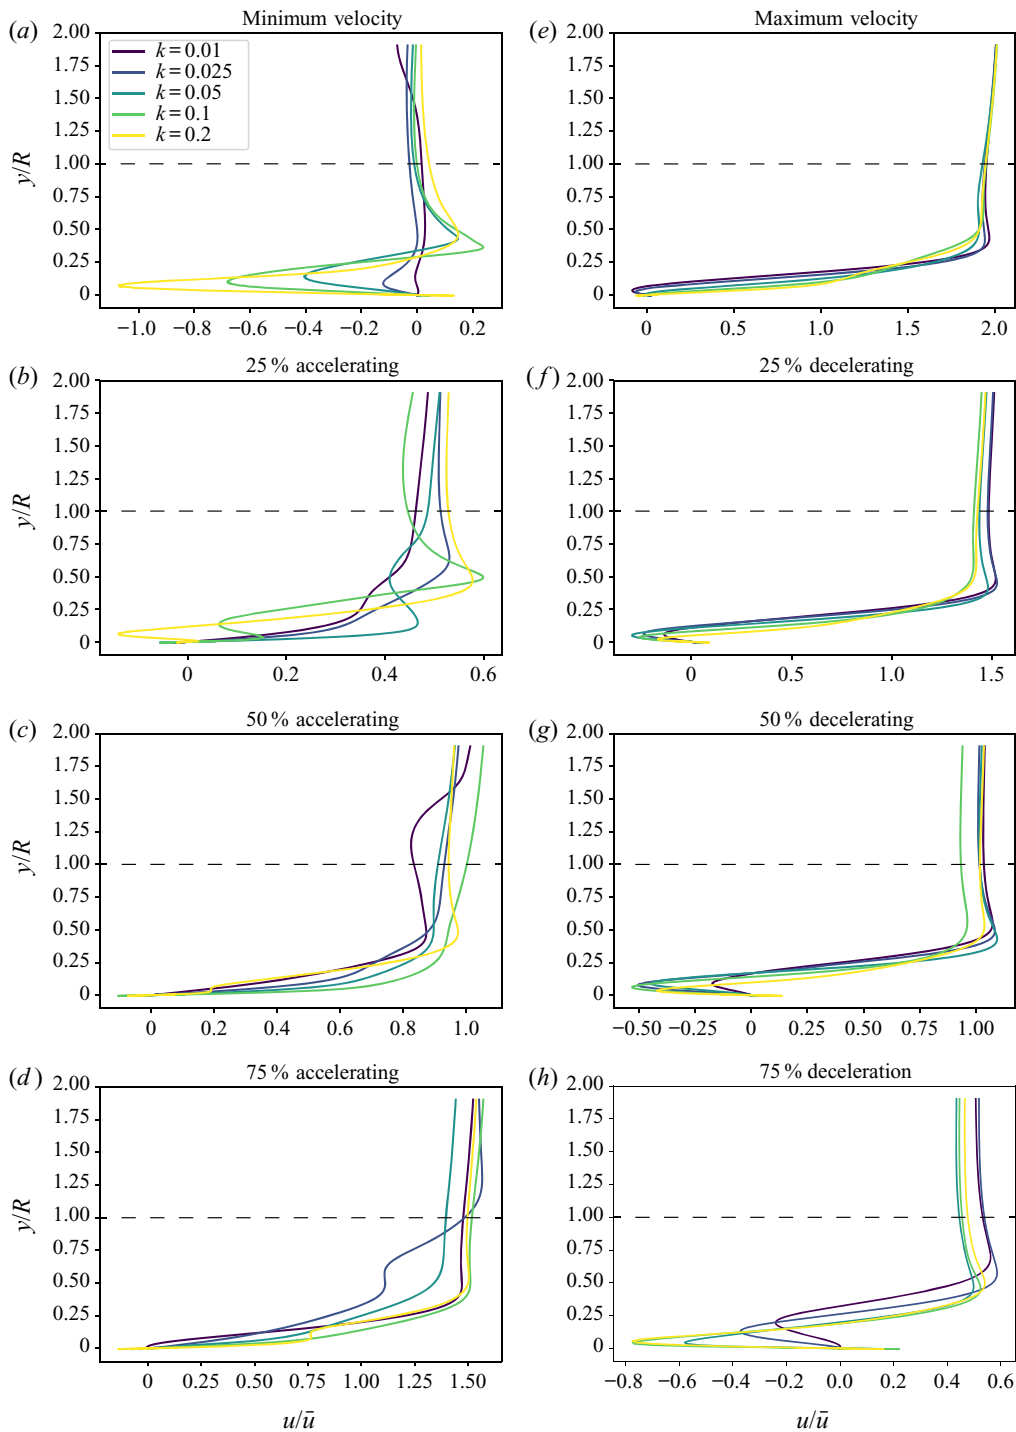 (a) Minimum velocity
2.00
1.75
1.50
1.25
1.00
0.75
0.50
0.25
0
y/R
k = 0.01
k = 0.025
k = 0.05
k = 0.1
k = 0.2
−1.0 −0.8 −0.6 −0.4 −0.2 0 0.2
(e) Maximum velocity
2.00
1.75
1.50
1.25
1.00
0.75
0.50
0.25
0
0 0.5 1.0 1.5 2.0
(b) 25 % accelerating
2.00
1.75
1.50
1.25
1.00
0.75
0.50
0.25
0
y/R
0 0.2 0.4 0.6
(f) 25 % decelerating
2.00
1.75
1.50
1.25
1.00
0.75
0.50
0.25
0
0 0.5 1.0 1.5
(c) 50 % accelerating
2.00
1.75
1.50
1.25
1.00
0.75
0.50
0.25
0
y/R
0 0.2 0.4 0.6 0.8 1.0
(g) 50 % decelerating
2.00
1.75
1.50
1.25
1.00
0.75
0.50
0.25
0
−0.50 −0.25 0 0.25 0.50 0.75 1.00
(d) 75 % accelerating
2.00
1.75
1.50
1.25
1.00
0.75
0.50
0.25
0
y/R
0 0.25 0.50 0.75 1.00 1.25 1.50
u/ū
(h) 75 % deceleration
2.00
1.75
1.50
1.25
1.00
0.75
0.50
0.25
0
−0.8 −0.6 −0.4 −0.2 0.0 0.2 0.4 0.6
u/ū